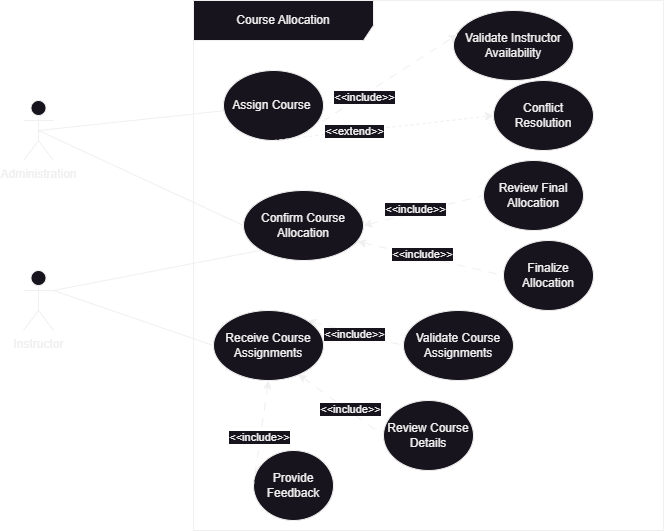 Course Allocation
Validate Instructor
Availability
Assign Course
<<include>>
Conflict
Resolution
<<extend>>
Administration
Review Final
Allocation
<<include>>
Confirm Course
Allocation
<<include>>
Finalize
Allocation
Instructor
Receive Course
Assignments
<<include>>
Validate Course
Assignments
<<include>>
Review Course
Details
<<include>>
Provide
Feedback